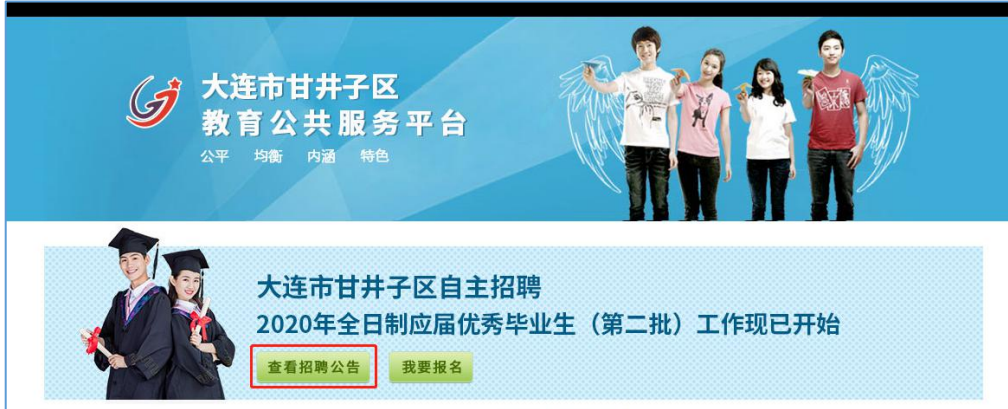 大连市甘井子区
教育公共服务平台
公平 均衡 内涵 特色
大连市甘井子区自主招聘
2020年全日制应届优秀毕业生（第二批）工作现已开始
查看招聘公告 我要报名